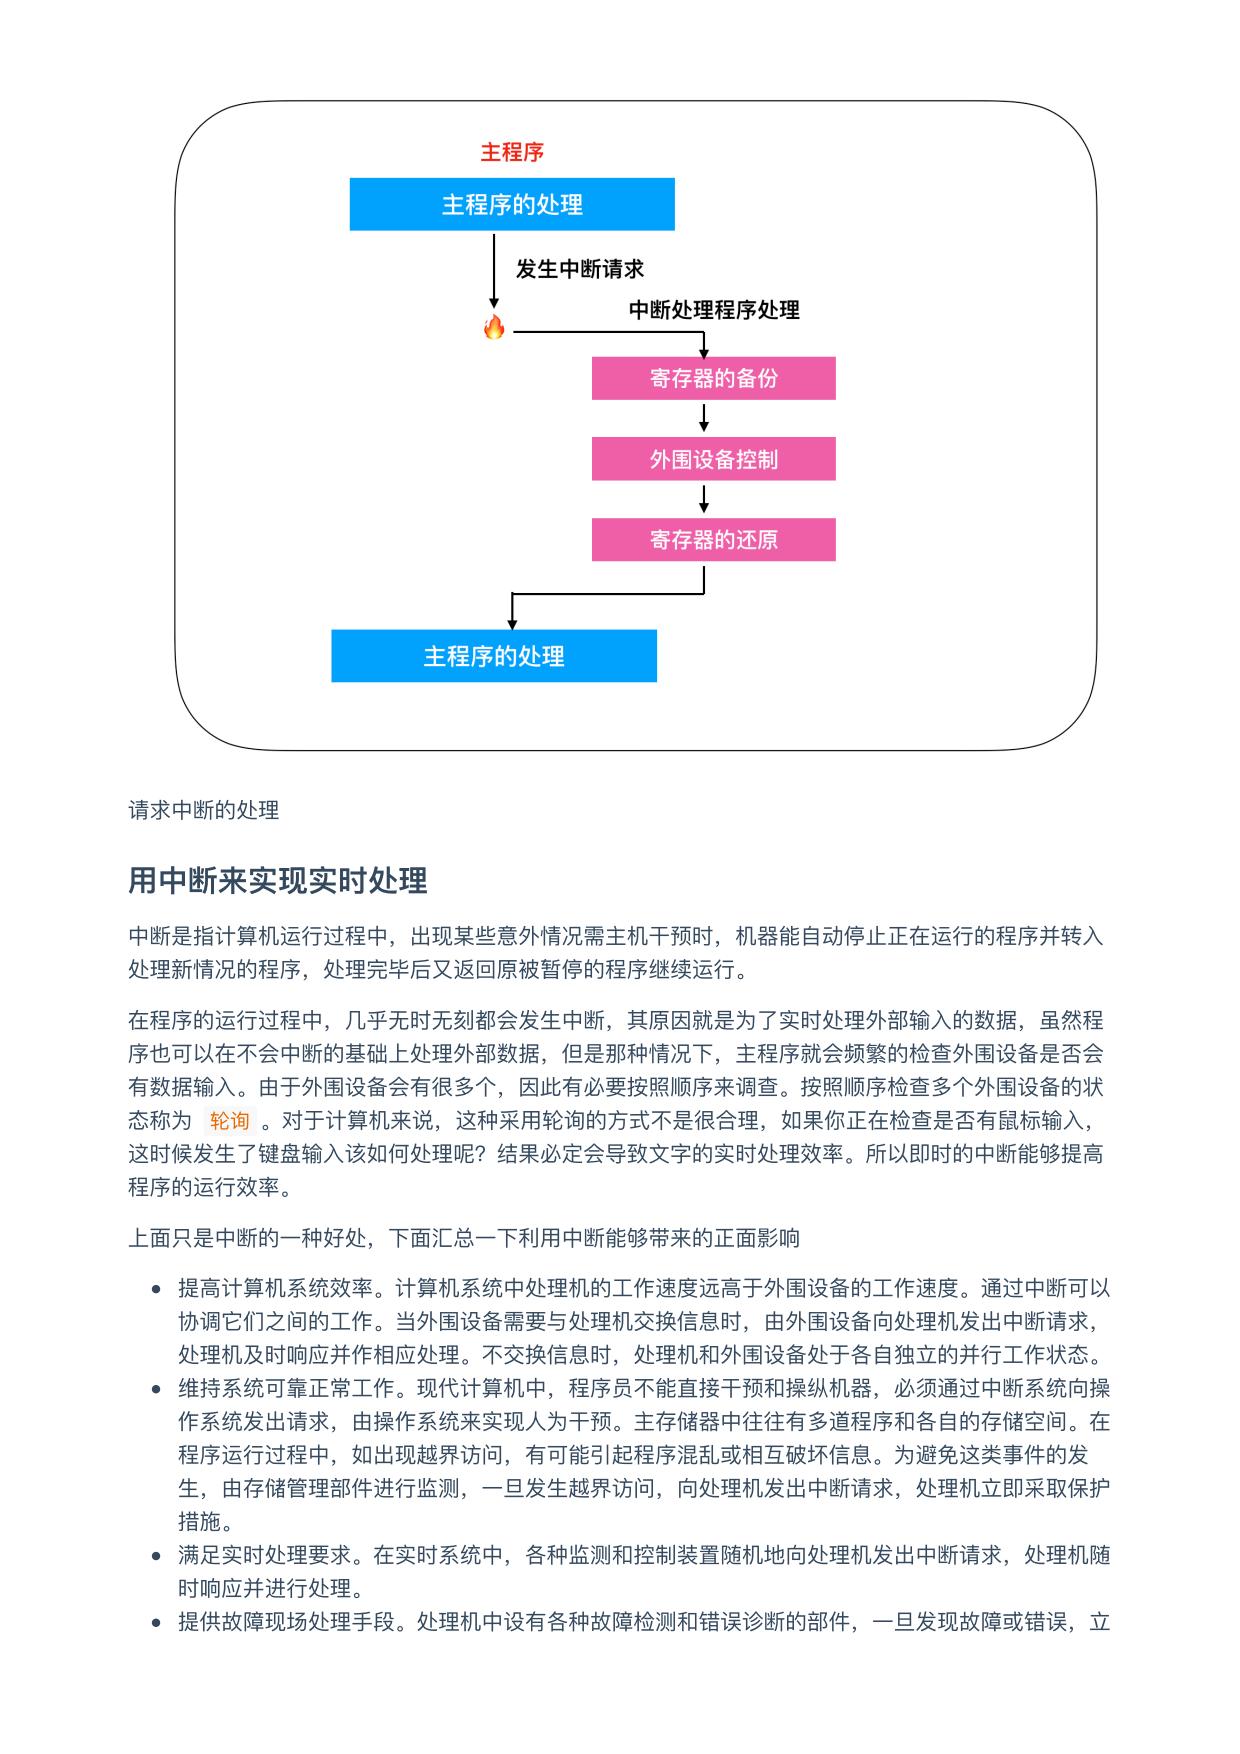 主程序
主程序的处理
发生中断请求
中断处理程序处理
寄存器的备份
外围设备控制
寄存器的还原
主程序的处理
请求中断的处理
用中断来实现实时处理
中断是指计算机运行过程中，出现某些意外情况需主机干预时，机器能自动停止正在运行的程序并转入
处理新情况的程序，处理完毕后又返回原被暂停的程序继续运行。
在程序的运行过程中，几乎无时无刻都会发生中断，其原因就是为了实时处理外部输入的数据，虽然程
序也可以在不会中断的基础上处理外部数据，但是那种情况下，主程序就会频繁的检查外围设备是否会
有数据输入。由于外围设备会有很多个，因此有必要按照顺序来调查。按照顺序检查多个外围设备的状
态称为 轮询 。对于计算机来说，这种采用轮询的方式不是很合理，如果你正在检查是否有鼠标输入，
这时候发生了键盘输入该如何处理呢？结果必定会导致文字的实时处理效率。所以即时的中断能够提高
程序的运行效率。
上面只是中断的一种好处，下面汇总一下利用中断能够带来的正面影响
• 提高计算机系统效率。计算机系统中处理机的工作速度远高于外围设备的工作速度。通过中断可以
协调它们之间的工作。当外围设备需要与处理机交换信息时，由外围设备向处理机发出中断请求，
处理机及时响应并作相应处理。不交换信息时，处理机和外围设备处于各自独立的并行工作状态。
• 维持系统可靠正常工作。现代计算机中，程序员不能直接干预和操纵机器，必须通过中断系统向操
作系统发出请求，由操作系统来实现人为干预。主存储器中往往有多道程序和各自的存储空间。在
程序运行过程中，如出现越界访问，有可能引起程序混乱或相互破坏信息。为避免这类事件的发
生，由存储管理部件进行监测，一旦发生越界访问，向处理机发出中断请求，处理机立即采取保护
措施。
• 满足实时处理要求。在实时系统中，各种监测和控制装置随机地向处理机发出中断请求，处理机随
时响应并进行处理。
• 提供故障现场处理手段。处理机中设有各种故障检测和错误诊断的部件，一旦发现故障或错误，立